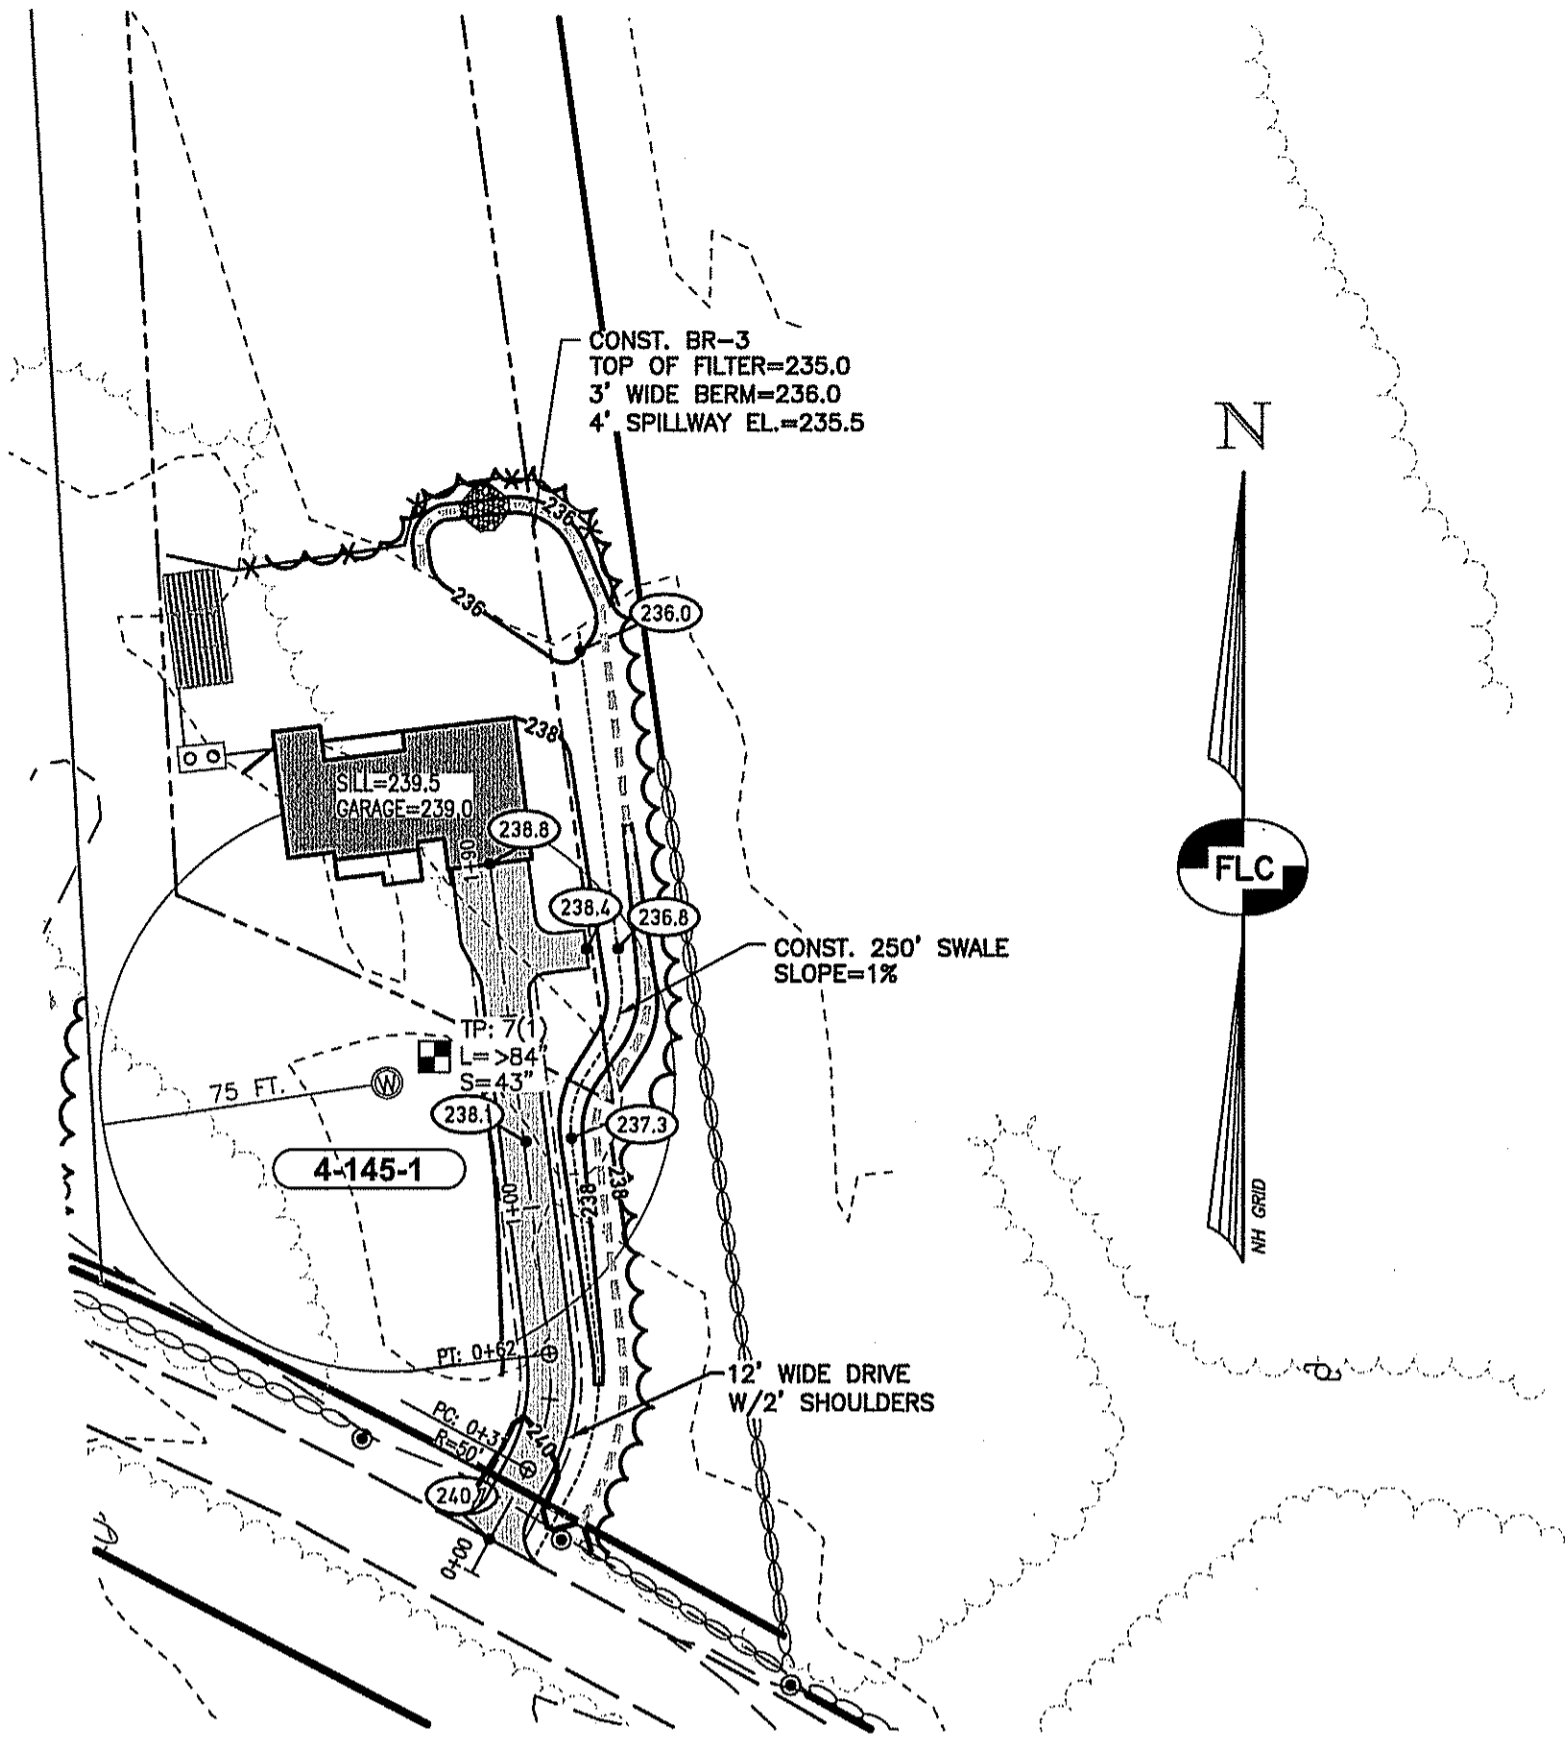 CONST. BR-3
TOP OF FILTER=235.0
3' WIDE BERM=236.0
4' SPILLWAY EL.=235.5
N
236
236
236.0
238
SILL=239.5
GARAGE=239.0
238.8
1+90
238.4
236.8
FLC
CONST. 250' SWALE
SLOPE=1%
TP: 7(1)
L= >84"
S=43"
75 FT.
W
238.
237.3
4-145-1
1+00
238
238
NH GRID
PT: 0+62
12' WIDE DRIVE
W/2' SHOULDERS
PC: 0+3
R=50'
240
240.
0+00